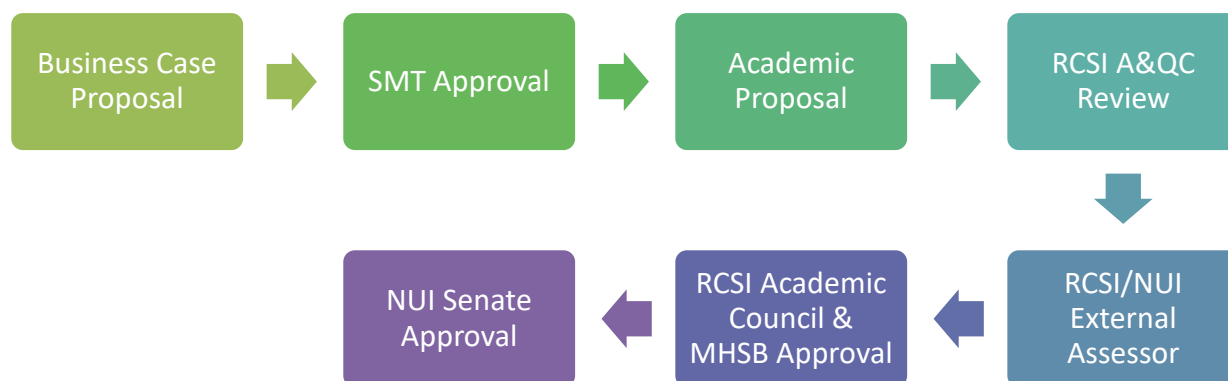 Business Case
Proposal
SMT Approval
Academic
Proposal
RCSI A&QC
Review
RCSI/NUI
External
Assessor
RCSI Academic
Council &
MHSB Approval
NUI Senate
Approval